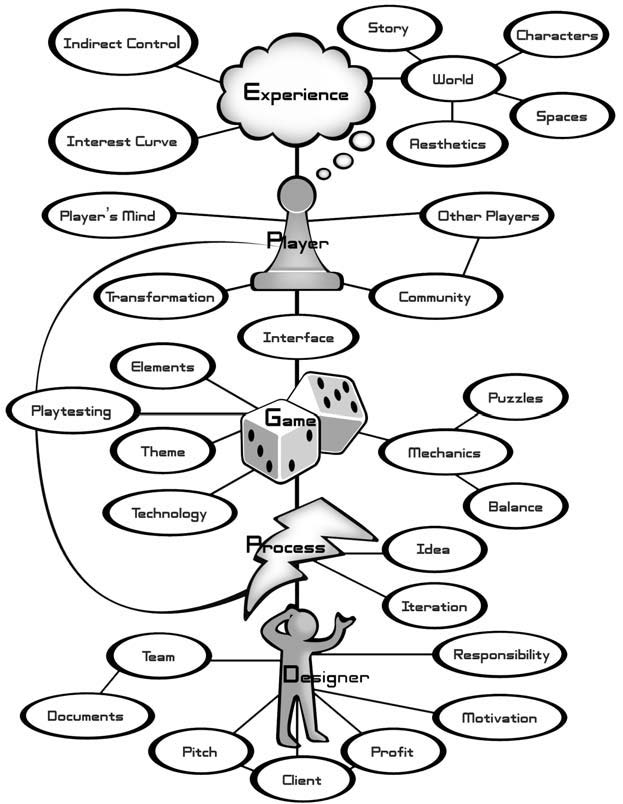 Indirect Control
Story
Characters
Experience
World
Spaces
Interest Curve
Aesthetics
Player's Mind
Other Players
Player
Transformation
Community
Interface
Elements
Puzzles
Playtesting
Game
Theme
Mechanics
Technology
Balance
Process
Idea
Iteration
Team
Responsibility
Designer
Documents
Motivation
Pitch
Profit
Client